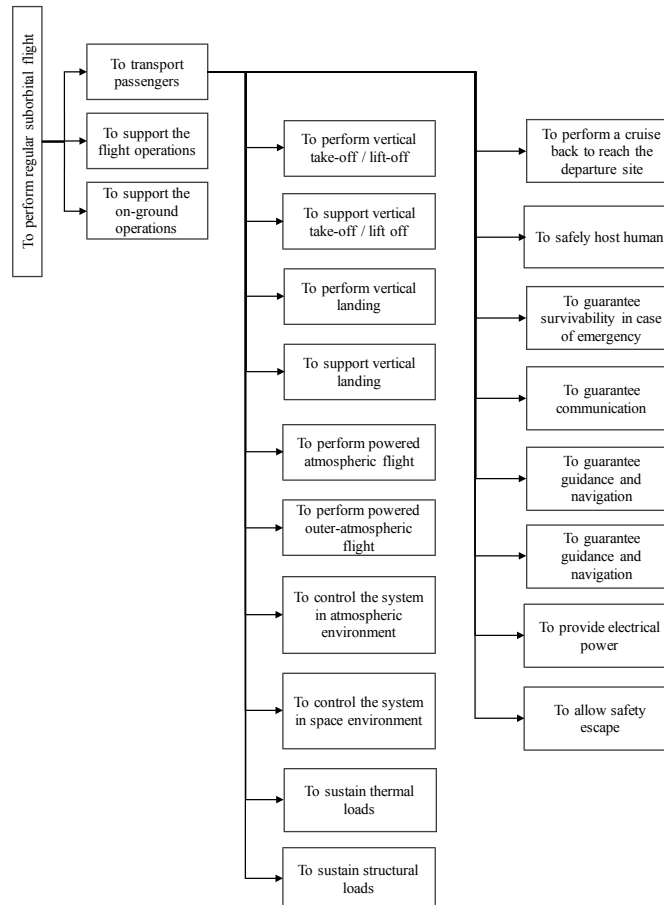 To perform regular suborbital flight
To transport
passengers
To support the
flight operations
To support the
on-ground
operations
To perform vertical
take-off / lift-off
To support vertical
take-off / lift off
To perform vertical
landing
To support vertical
landing
To perform powered
atmospheric flight
To perform powered
outer-atmospheric
flight
To control the system
in atmospheric
environment
To control the system
in space environment
To sustain thermal
loads
To sustain structural
loads
To perform a cruise
back to reach the
departure site
To safely host human
To guarantee
survivability in case
of emergency
To guarantee
communication
To guarantee
guidance and
navigation
To guarantee
guidance and
navigation
To provide electrical
power
To allow safety
escape